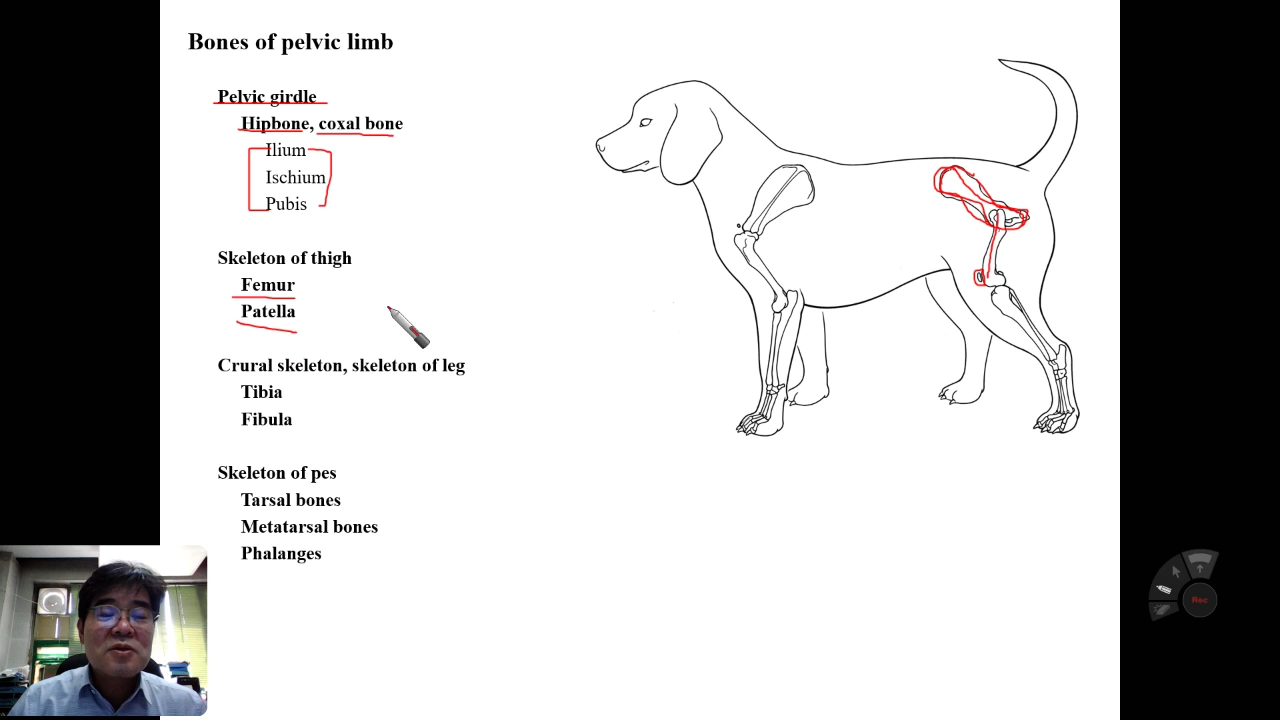 Bones of pelvic limb
Pelvic girdle
Hipbone, coxal bone
Ilium
Ischium
Pubis
Skeleton of thigh
Femur
Patella
Crural skeleton, skeleton of leg
Tibia
Fibula
Skeleton of pes
Tarsal bones
Metatarsal bones
Phalanges
Rec